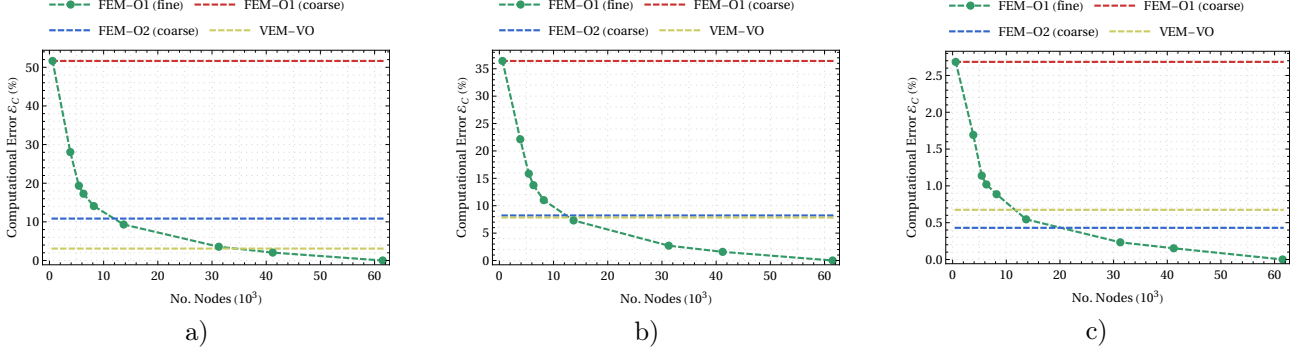 FEM–O1 (fine) FEM–O1 (coarse)
FEM–O2 (coarse) VEM–VO
Computational Error ℰC (%)
50
40
30
20
10
0
0 10 20 30 40 50 60
No. Nodes (10³)
a)
FEM–O1 (fine) FEM–O1 (coarse)
FEM–O2 (coarse) VEM–VO
Computational Error ℰC (%)
35
30
25
20
15
10
5
0
0 10 20 30 40 50 60
No. Nodes (10³)
b)
FEM–O1 (fine) FEM–O1 (coarse)
FEM–O2 (coarse) VEM–VO
Computational Error ℰC (%)
2.5
2.0
1.5
1.0
0.5
0.0
0 10 20 30 40 50 60
No. Nodes (10³)
c)